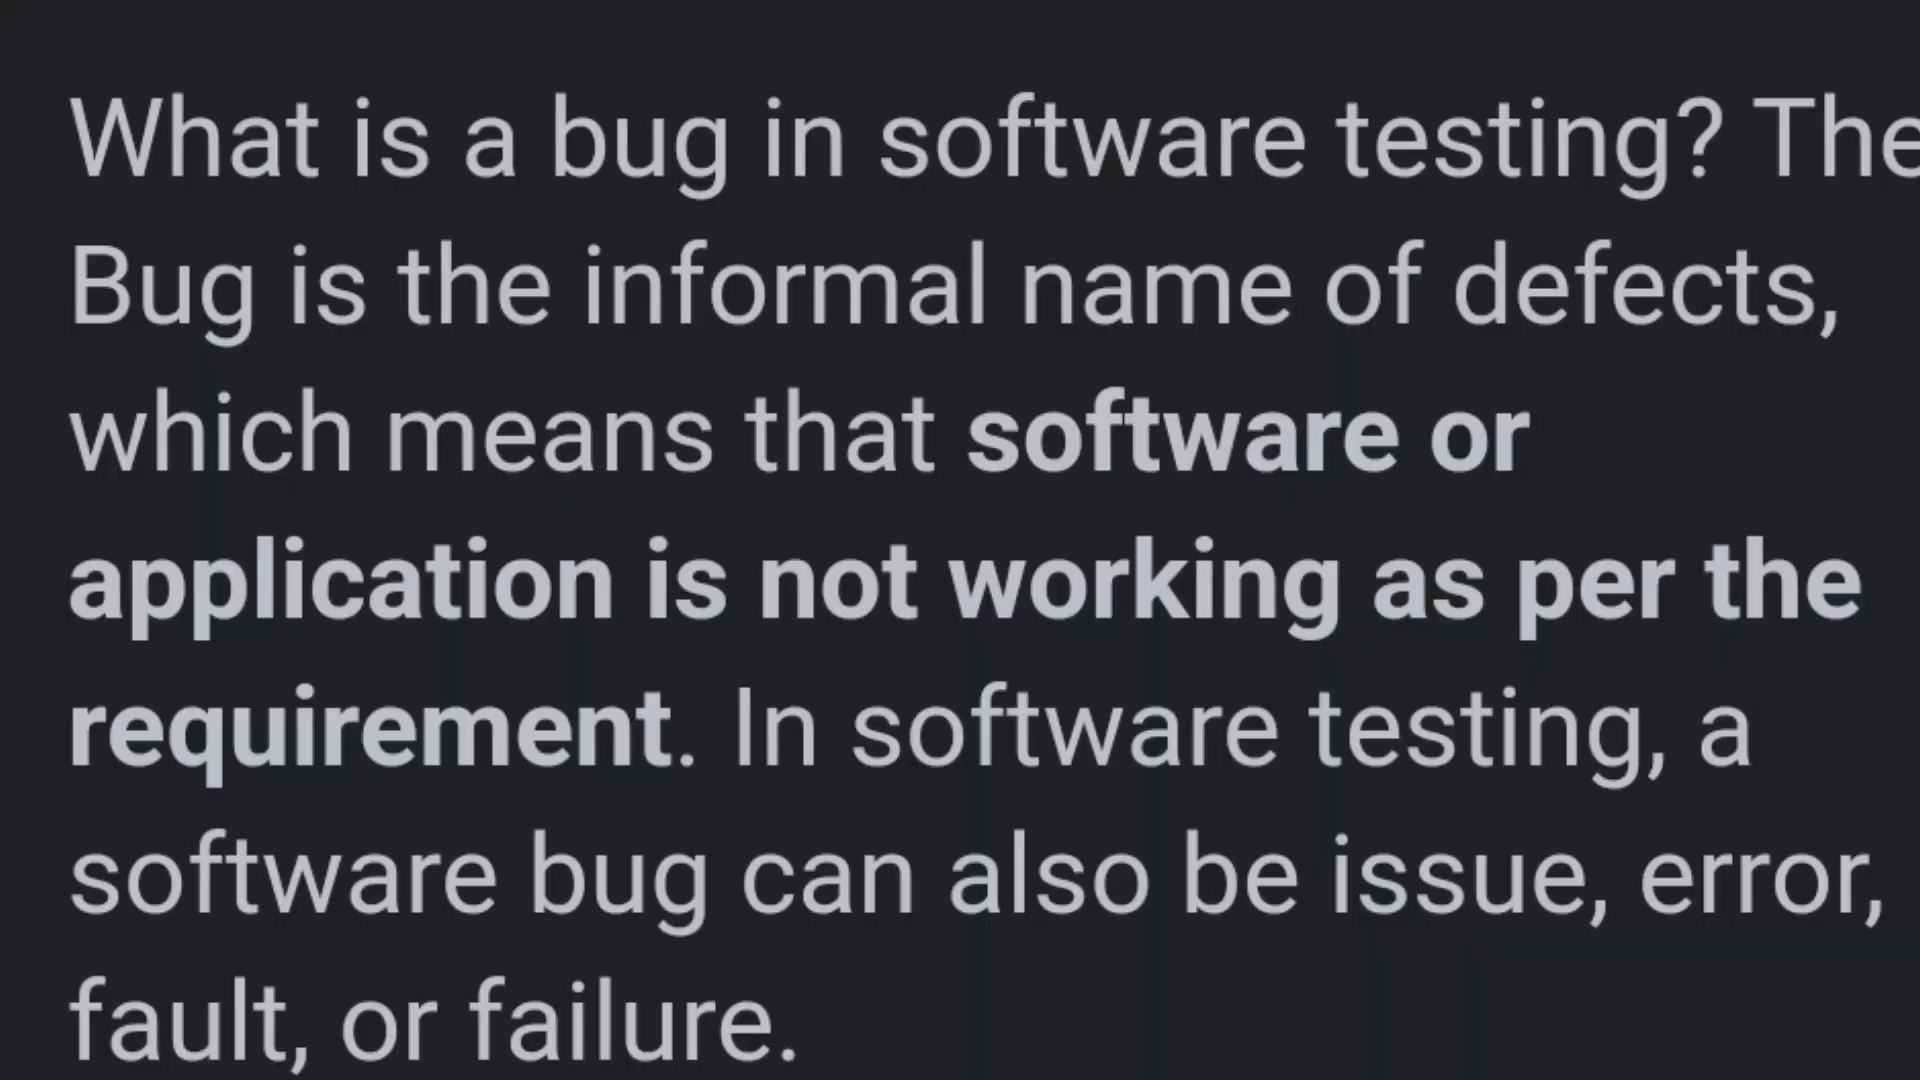 What is a bug in software testing? The
Bug is the informal name of defects,
which means that software or
application is not working as per the
requirement. In software testing, a
software bug can also be issue, error,
fault, or failure.